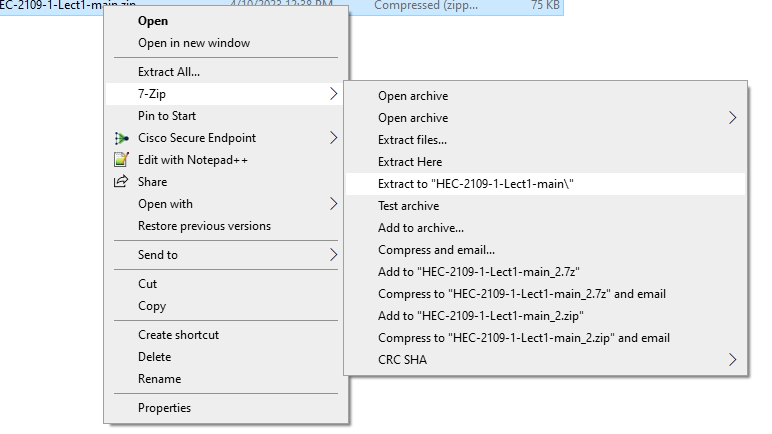 EC-2109-1-Lect1-main.zip 4/10/2023 12:38 PM Compressed (zipp... 75 KB
Open
Open in new window
Extract All...
7-Zip
Pin to Start
Cisco Secure Endpoint
Edit with Notepad++
Share
Open with
Restore previous versions
Send to
Cut
Copy
Create shortcut
Delete
Rename
Properties
Open archive
Open archive
Extract files...
Extract Here
Extract to "HEC-2109-1-Lect1-main\"
Test archive
Add to archive...
Compress and email...
Add to "HEC-2109-1-Lect1-main_2.7z"
Compress to "HEC-2109-1-Lect1-main_2.7z" and email
Add to "HEC-2109-1-Lect1-main_2.zip"
Compress to "HEC-2109-1-Lect1-main_2.zip" and email
CRC SHA